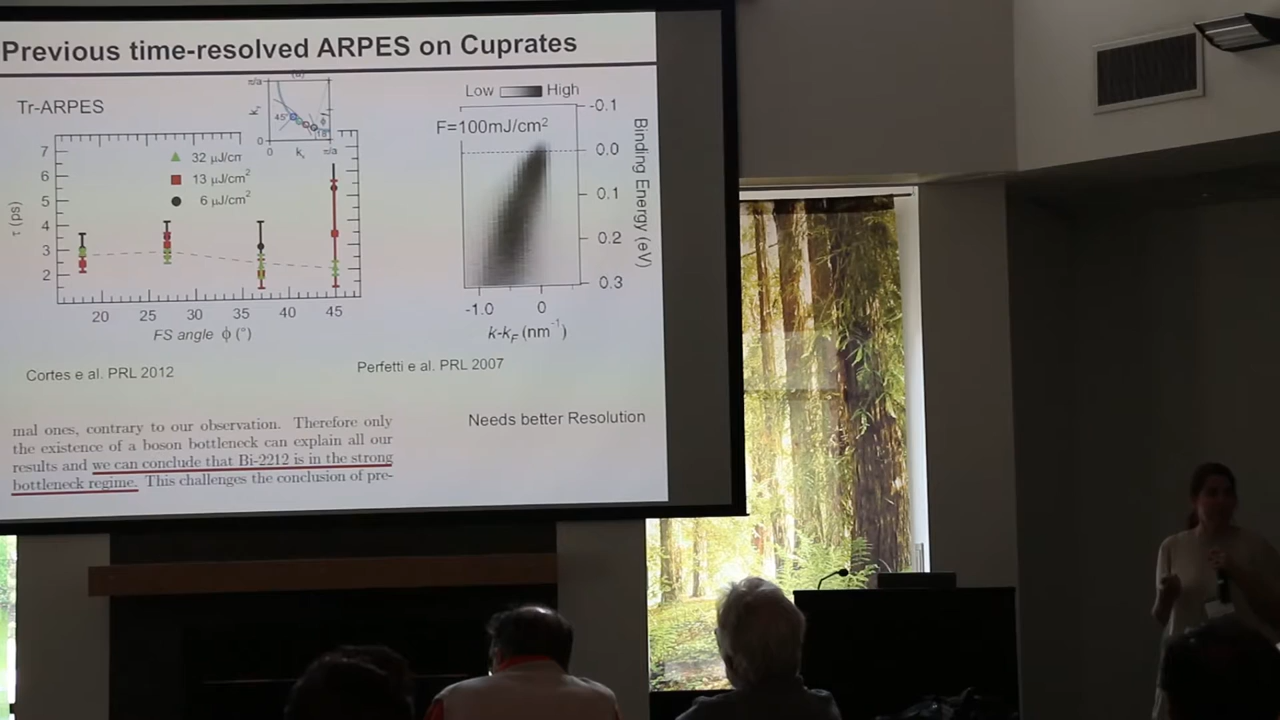 Previous time-resolved ARPES on Cuprates
Tr-ARPES
π/a
(a)
45°
ϕ
18°
0
0
π/a
7
6
5
4
3
2
τ (ps)
32 μJ/cm
13 μJ/cm²
6 μJ/cm²
20 25 30 35 40 45
FS angle ϕ (°)
Low High
F=100mJ/cm²
-0.1
0.0
0.1
0.2
0.3
Binding Energy (eV)
-1.0 0
k-kF (nm⁻¹)
Cortes e al. PRL 2012
Perfetti e al. PRL 2007
Needs better Resolution
mal ones, contrary to our observation. Therefore only
the existence of a boson bottleneck can explain all our
results and we can conclude that Bi-2212 is in the strong
bottleneck regime. This challenges the conclusion of pre-